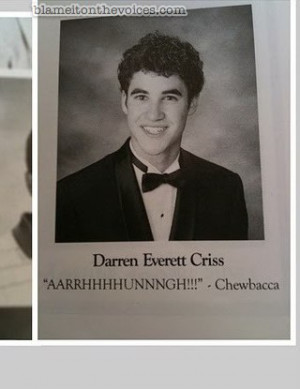 blameitonthevoices.com
Darren Everett Criss
"AARRHHHHUNNNGH!!!" - Chewbacca